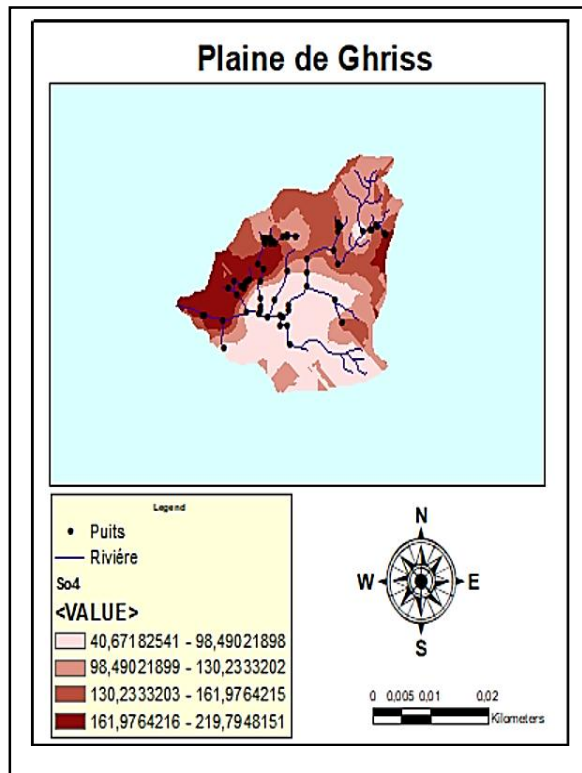 Plaine de Ghriss
Legend
Puits
Riviére
So4
<VALUE>
40,67182541 - 98,49021898
98,49021899 - 130,2333202
130,2333203 - 161,9764215
161,9764216 - 219,7948151
N
W
E
S
0 0,005 0,01 0,02
Kilometers